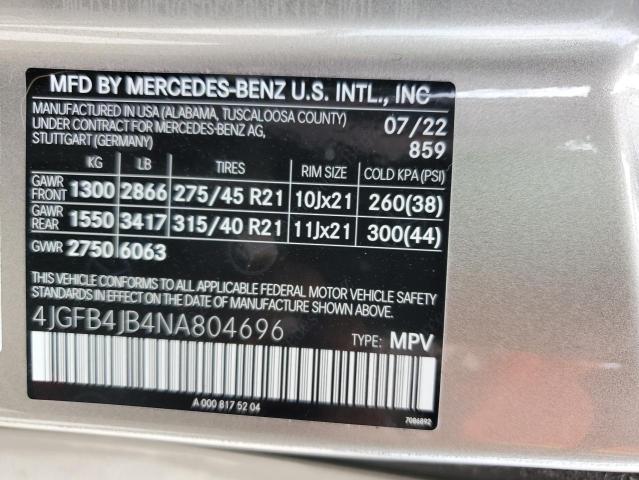 MFD BY MERCEDES-BENZ U.S. INTL., INC
MANUFACTURED IN USA (ALABAMA, TUSCALOOSA COUNTY) 07/22
UNDER CONTRACT FOR MERCEDES-BENZ AG,
STUTTGART (GERMANY) 859
KG LB TIRES RIM SIZE COLD KPA (PSI)
GAWR FRONT 1300 2866 275/45 R21 10Jx21 260(38)
GAWR REAR 1550 3417 315/40 R21 11Jx21 300(44)
GVWR 2750 6063
THIS VEHICLE CONFORMS TO ALL APPLICABLE FEDERAL MOTOR VEHICLE SAFETY
STANDARDS IN EFFECT ON THE DATE OF MANUFACTURE SHOWN ABOVE.
4JGFB4JB4NA804696 TYPE: MPV
A 000 817 52 04
7086892